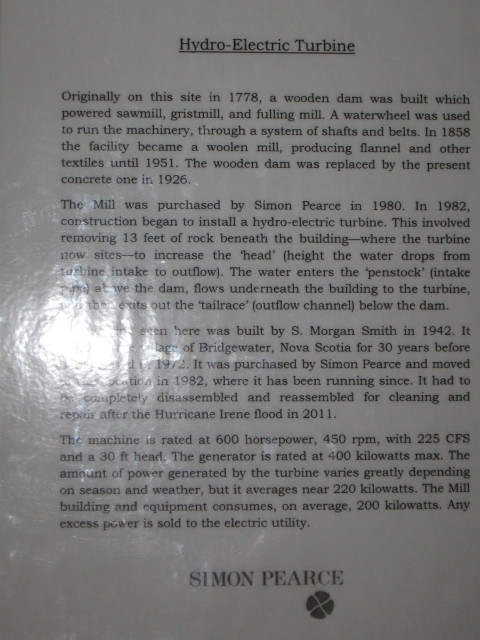 Hydro-Electric Turbine
Originally on this site in 1778, a wooden dam was built which
powered sawmill, gristmill, and fulling mill. A waterwheel was used
to run the machinery, through a system of shafts and belts. In 1858
the facility became a woolen mill, producing flannel and other
textiles until 1951. The wooden dam was replaced by the present
concrete one in 1926.
The Mill was purchased by Simon Pearce in 1980. In 1982,
construction began to install a hydro-electric turbine. This involved
removing 13 feet of rock beneath the building—where the turbine
now sites—to increase the 'head' (height the water drops from
turbine intake to outflow). The water enters the 'penstock' (intake
pipe) above the dam, flows underneath the building to the turbine,
then exits out the 'tailrace' (outflow channel) below the dam.
seen here was built by S. Morgan Smith in 1942. It
village of Bridgewater, Nova Scotia for 30 years before
in 1972. It was purchased by Simon Pearce and moved
location in 1982, where it has been running since. It had to
be completely disassembled and reassembled for cleaning and
repair after the Hurricane Irene flood in 2011.
The machine is rated at 600 horsepower, 450 rpm, with 225 CFS
and a 30 ft head. The generator is rated at 400 kilowatts max. The
amount of power generated by the turbine varies greatly depending
on season and weather, but it averages near 220 kilowatts. The Mill
building and equipment consumes, on average, 200 kilowatts. Any
excess power is sold to the electric utility.
SIMON PEARCE